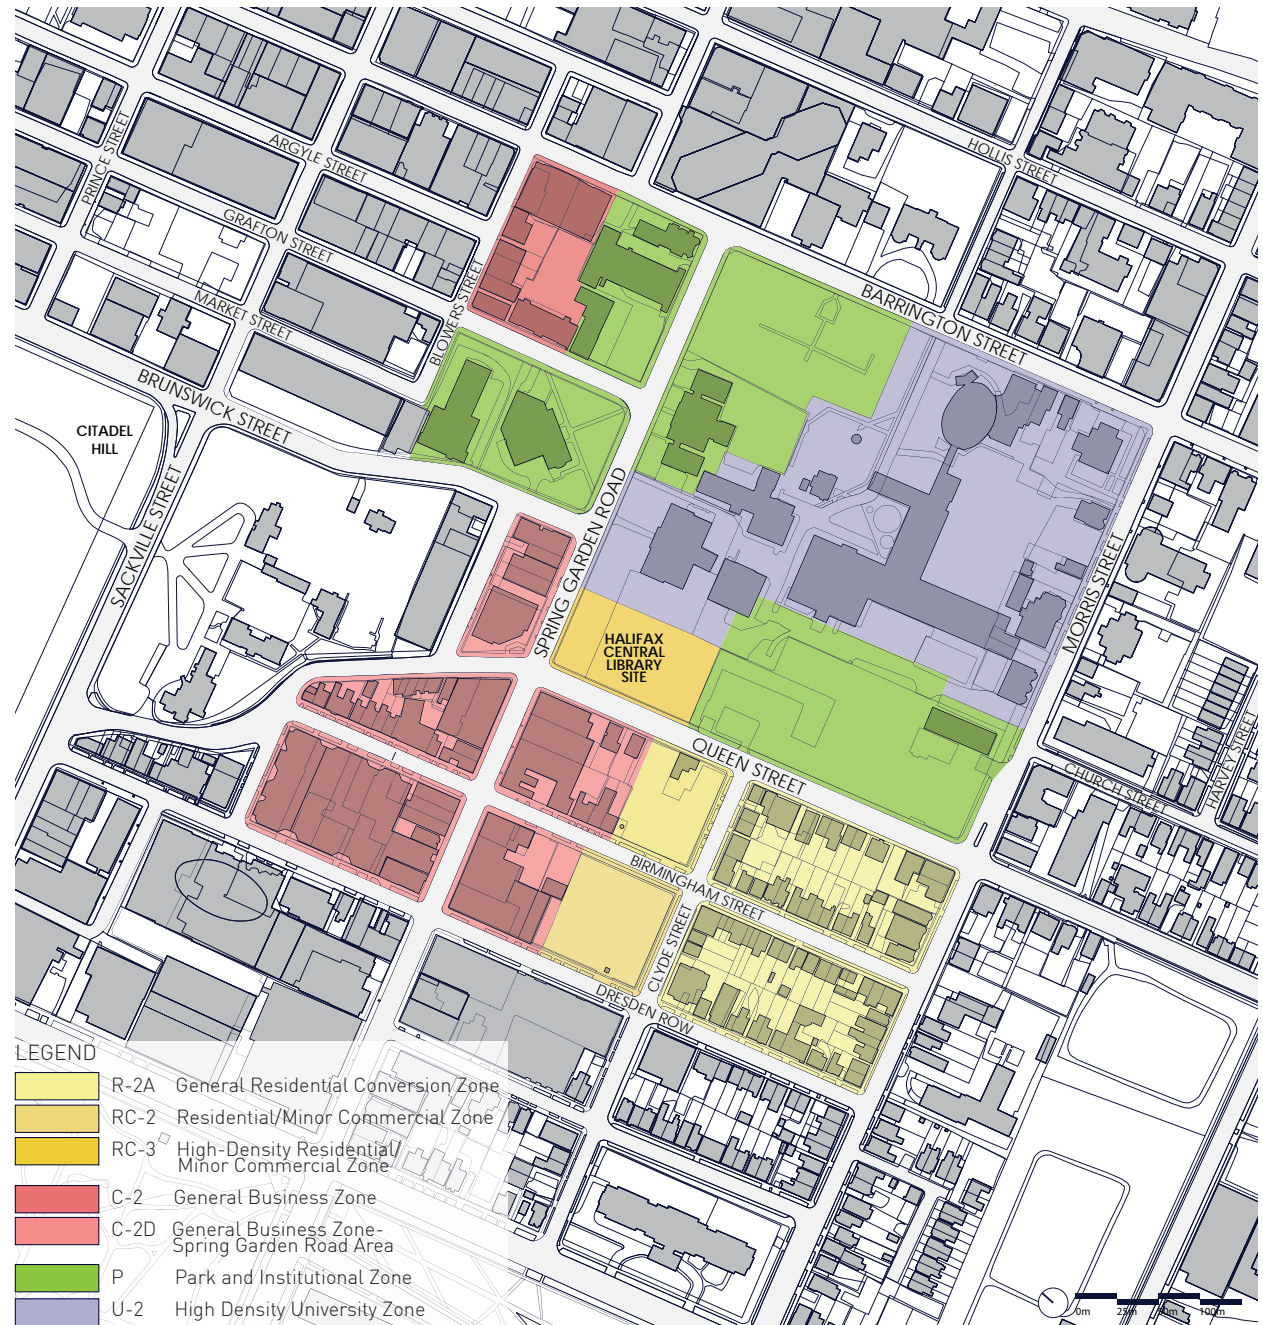 PRINCE STREET
ARGYLE STREET
HOLLIS STREET
GRAFTON STREET
MARKET STREET
BLOWERS STREET
BARRINGTON STREET
BRUNSWICK STREET
CITADEL
HILL
SACKVILLE STREET
SPRING GARDEN ROAD
MORRIS STREET
HALIFAX
CENTRAL
LIBRARY
SITE
QUEEN STREET
CHURCH STREET
HARVEY STREET
BIRMINGHAM STREET
CLYDE STREET
DRESDEN ROW
LEGEND
R-2A General Residential Conversion Zone
RC-2 Residential/Minor Commercial Zone
RC-3 High-Density Residential/
Minor Commercial Zone
C-2 General Business Zone
C-2D General Business Zone-
Spring Garden Road Area
P Park and Institutional Zone
U-2 High Density University Zone
0m 25m 50m 100m